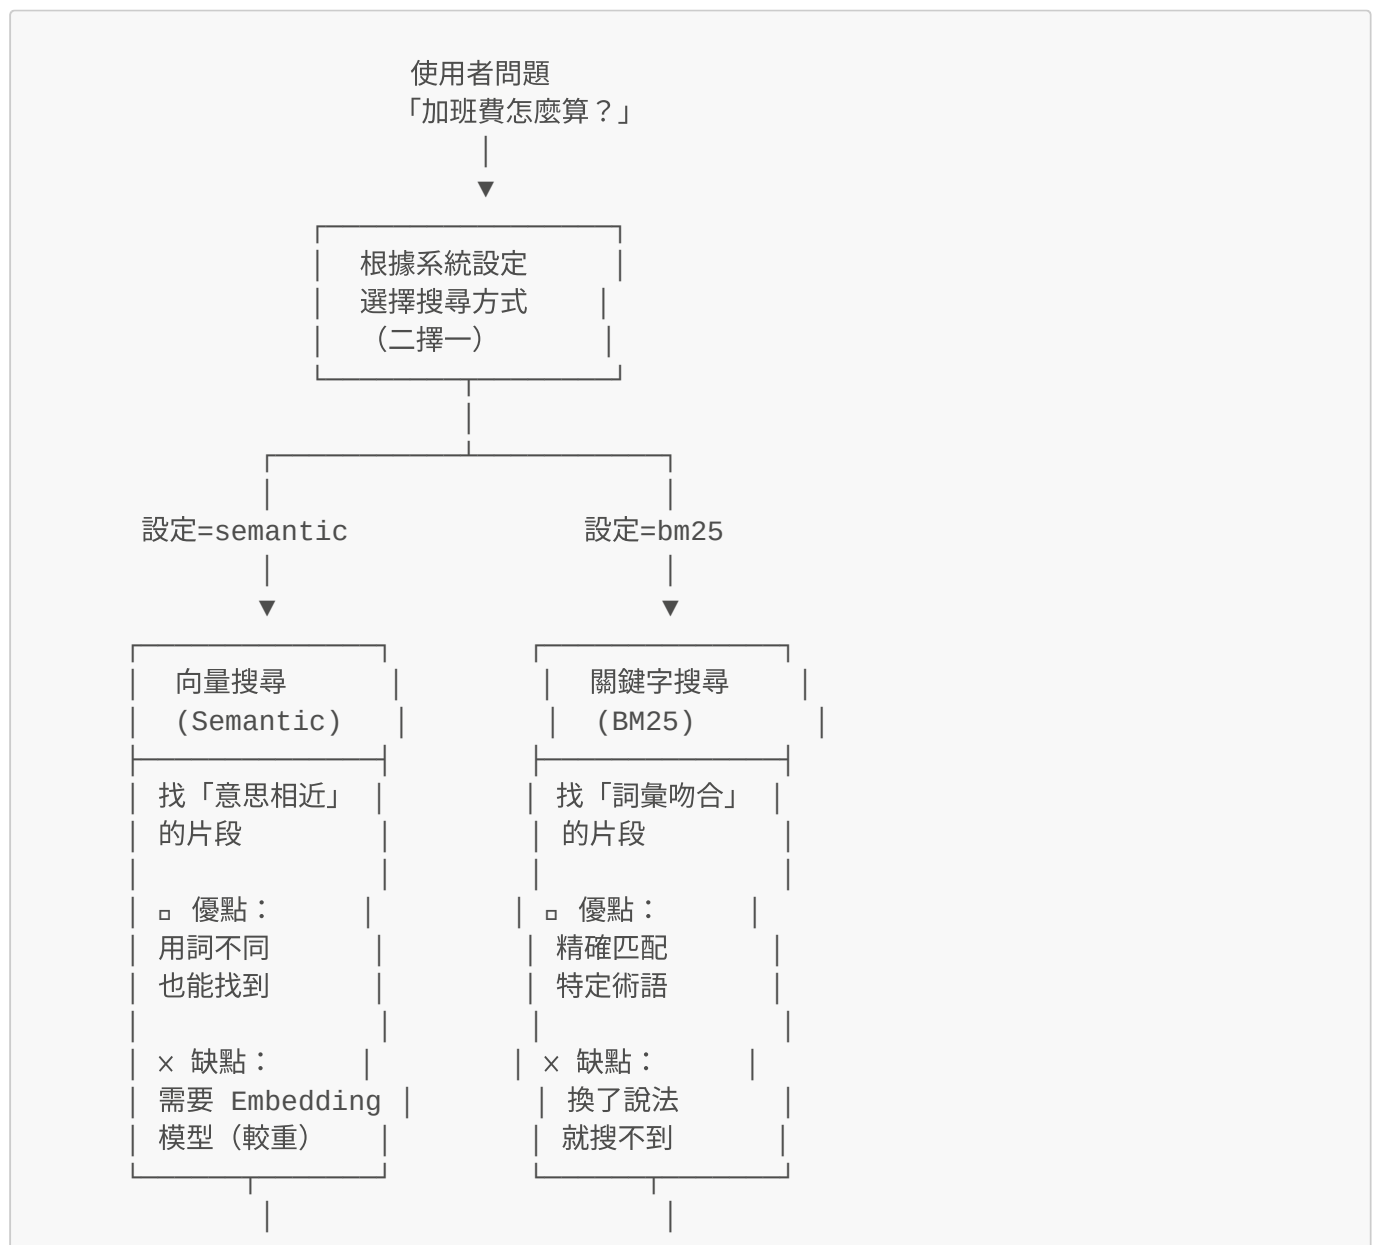 使用者問題
「加班費怎麼算？」
根據系統設定
選擇搜尋方式
（二擇一）
設定=semantic 設定=bm25
向量搜尋 關鍵字搜尋
(Semantic) (BM25)
找「意思相近」 找「詞彙吻合」
的片段 的片段
優點： 優點：
用詞不同 精確匹配
也能找到 特定術語
✗ 缺點： ✗ 缺點：
需要 Embedding 換了說法
模型（較重） 就搜不到